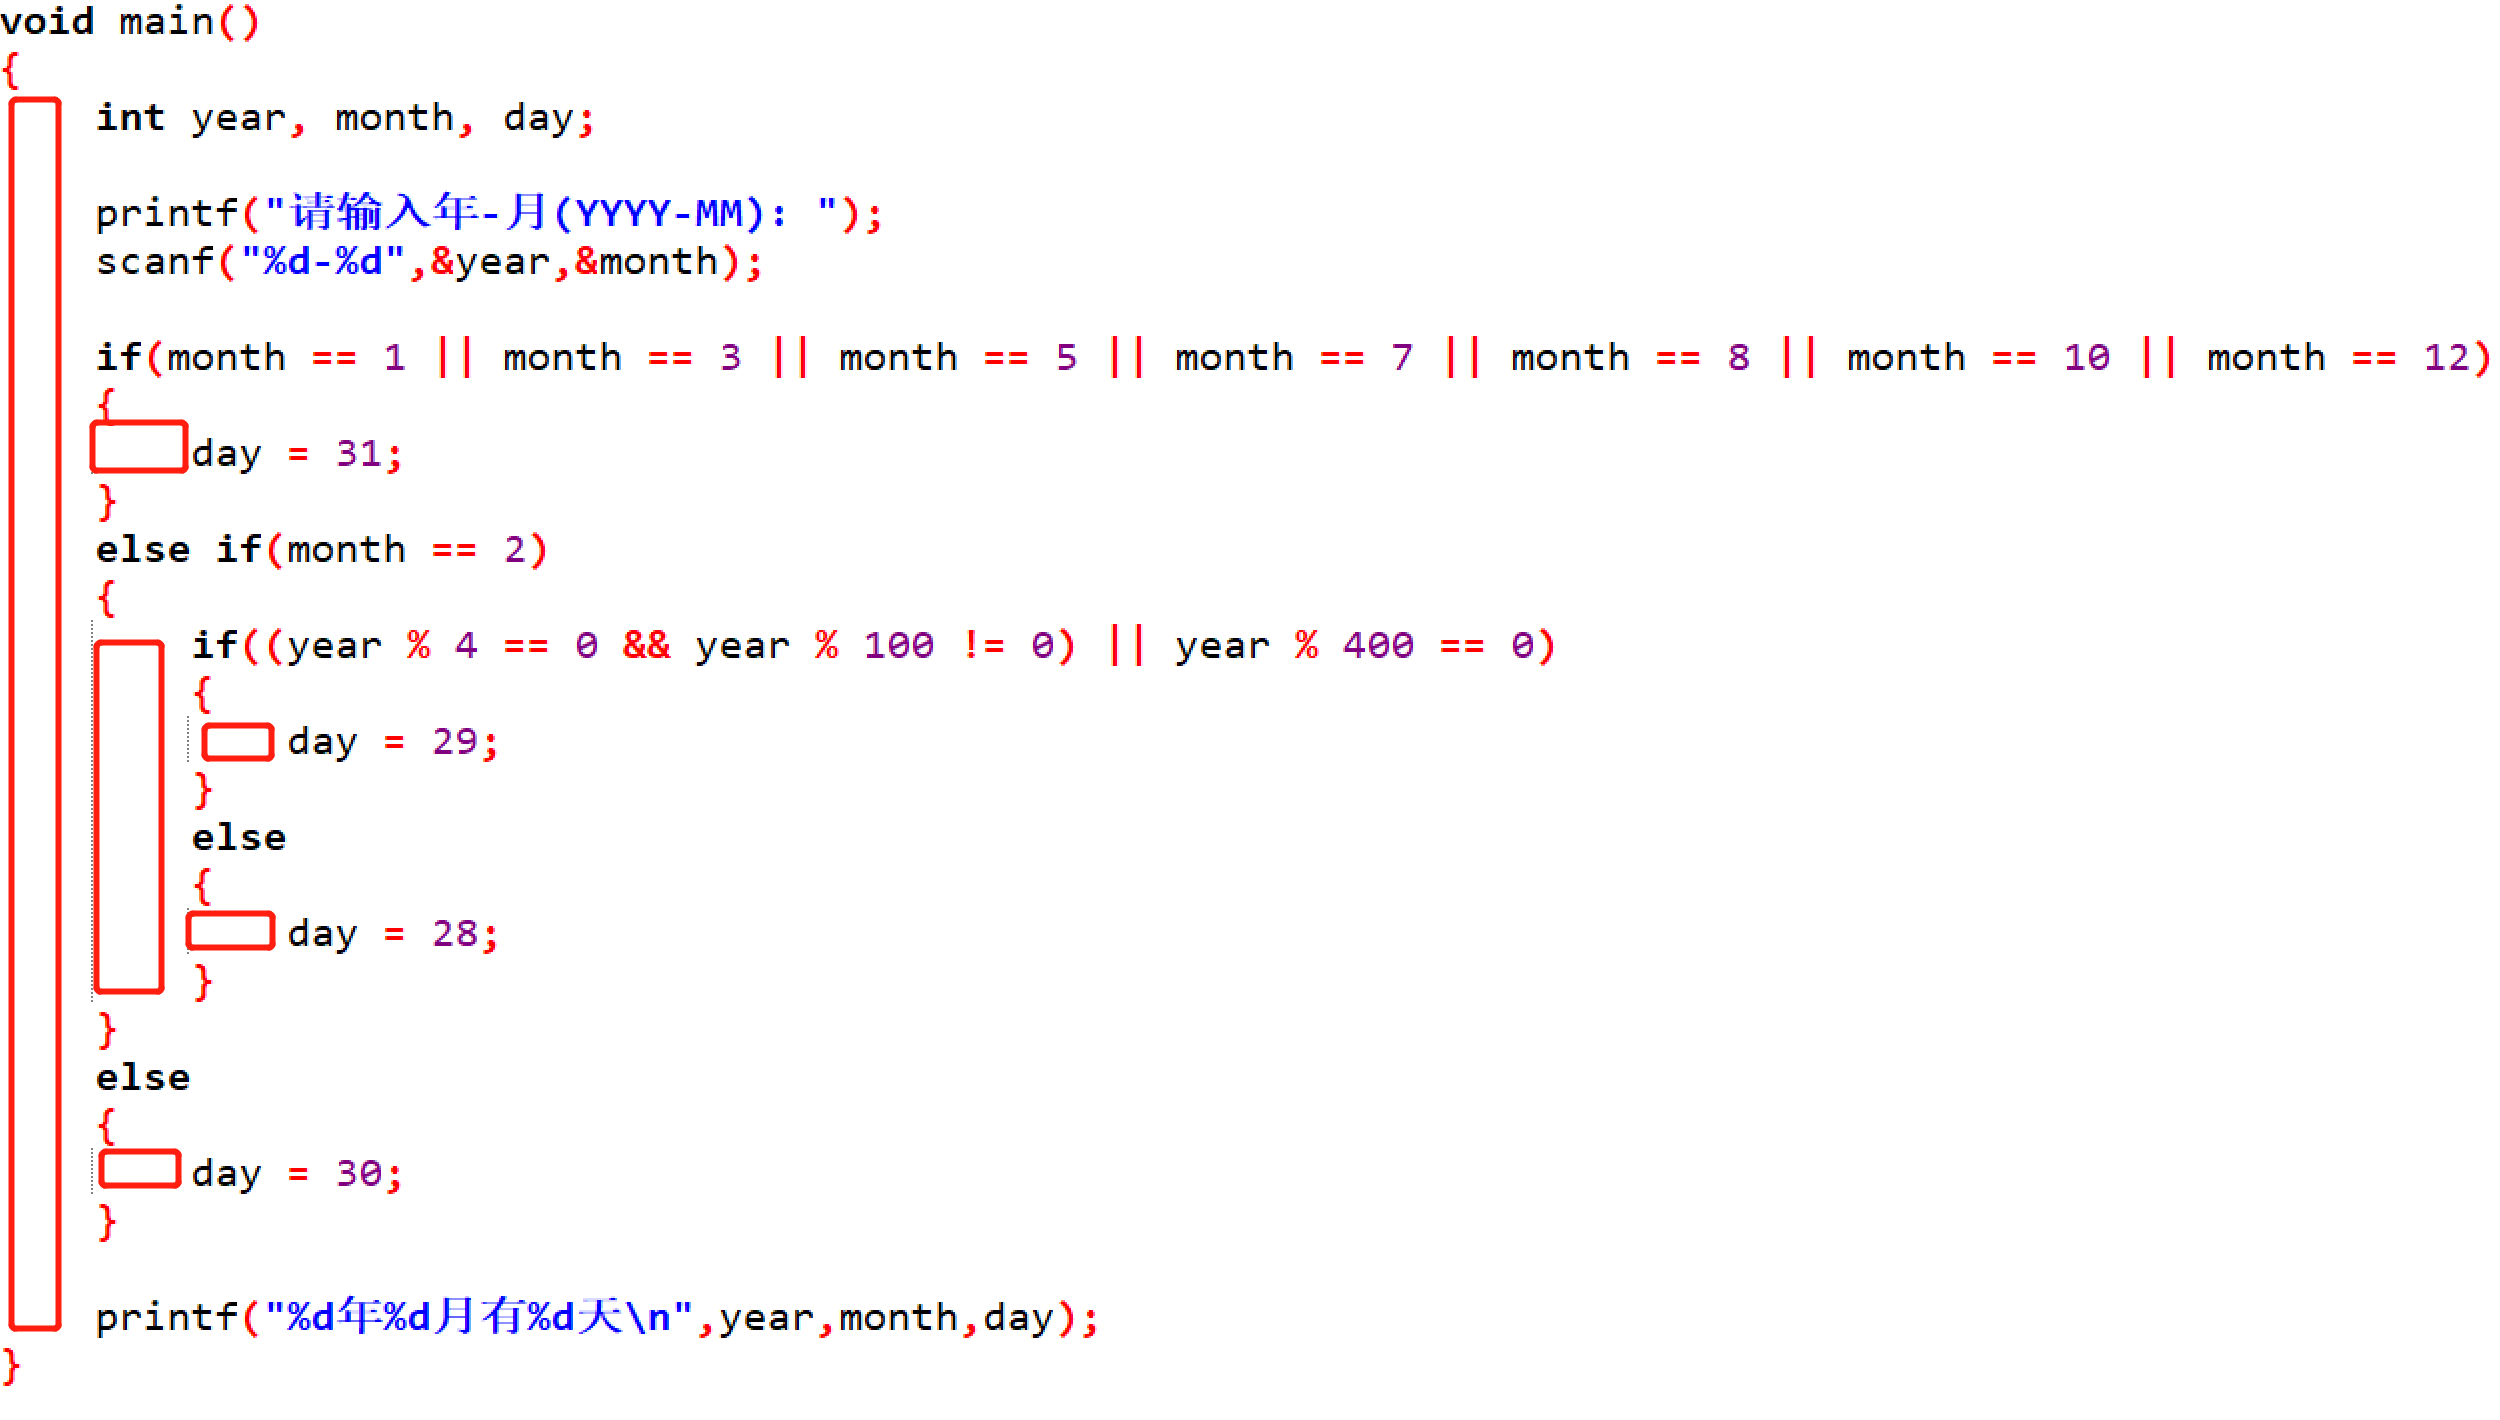 void main()
{
    int year, month, day;

    printf("请输入年-月(YYYY-MM): ");
    scanf("%d-%d",&year,&month);

    if(month == 1 || month == 3 || month == 5 || month == 7 || month == 8 || month == 10 || month == 12)
    {
        day = 31;
    }
    else if(month == 2)
    {
        if((year % 4 == 0 && year % 100 != 0) || year % 400 == 0)
        {
            day = 29;
        }
        else
        {
            day = 28;
        }
    }
    else
    {
        day = 30;
    }

    printf("%d年%d月有%d天\n",year,month,day);
}